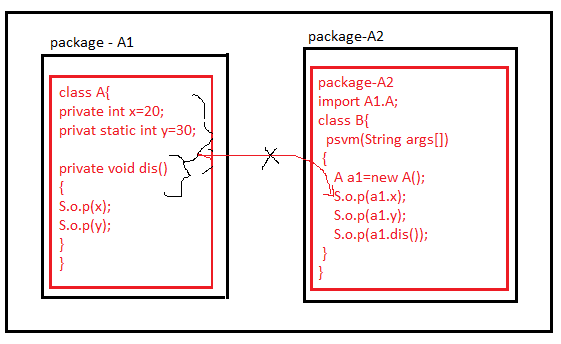 package - A1
class A{
private int x=20;
privat static int y=30;
private void dis()
{
S.o.p(x);
S.o.p(y);
}
}
package-A2
package-A2
import A1.A;
class B{
psvm(String args[])
{
A a1=new A();
S.o.p(a1.x);
S.o.p(a1.y);
S.o.p(a1.dis());
}
}